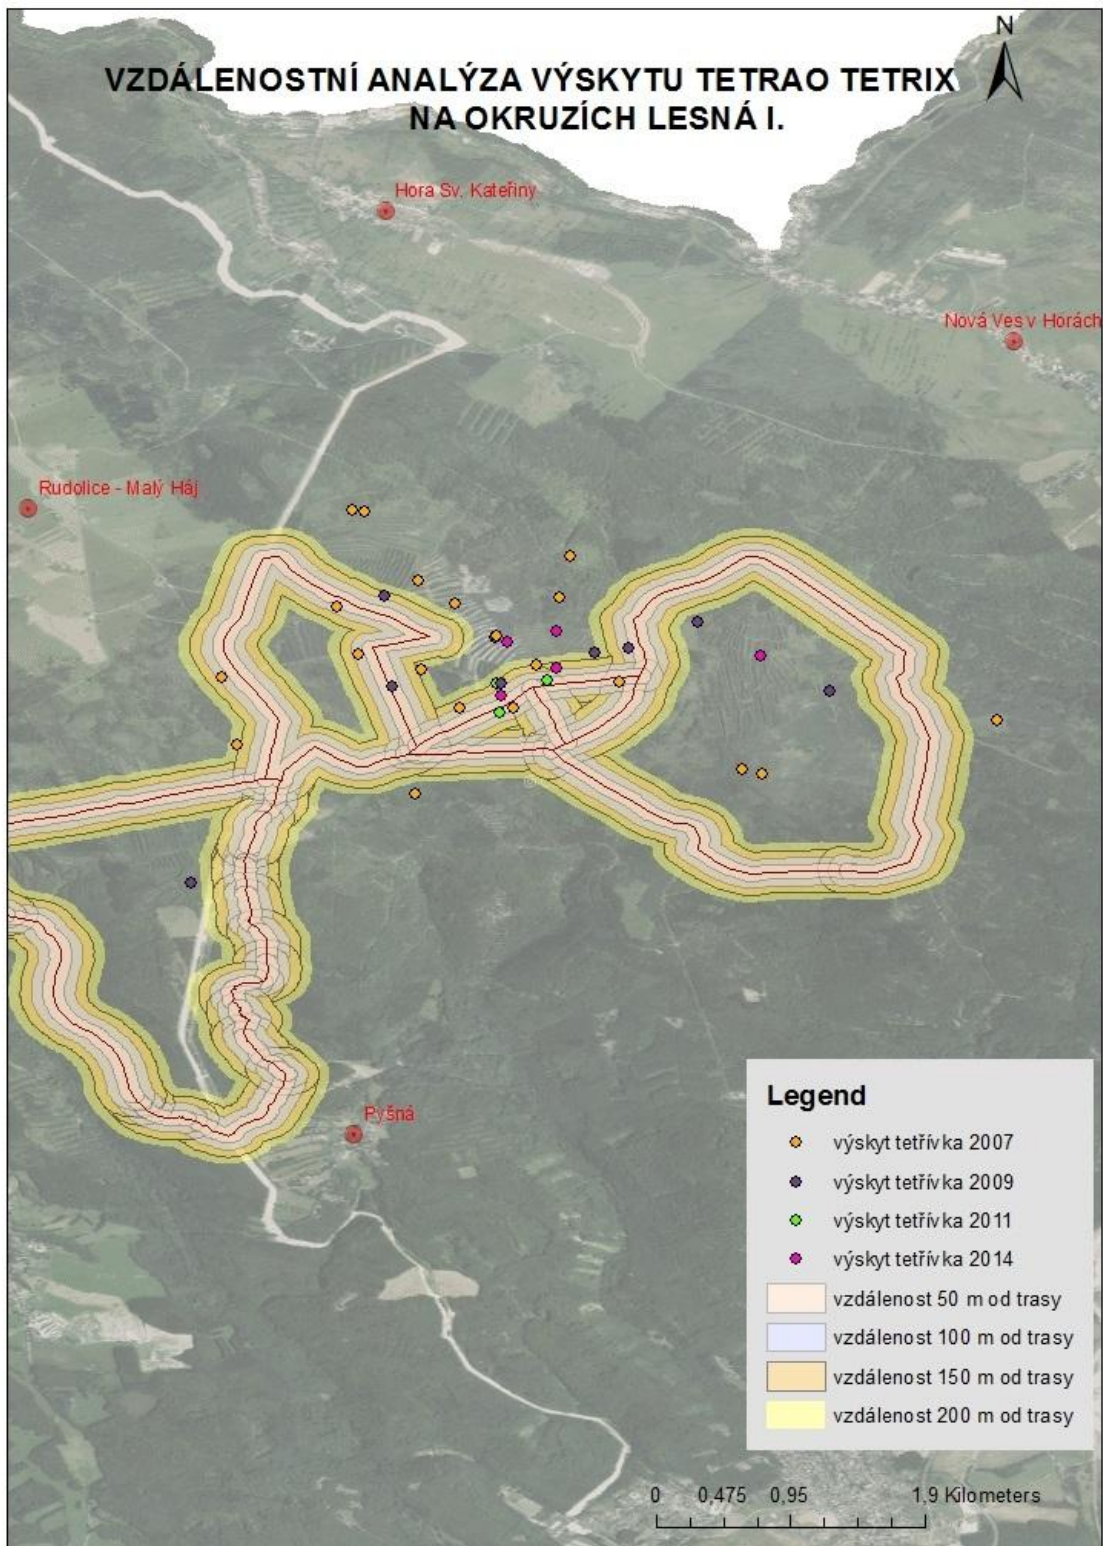 N
VZDÁLENOSTNÍ ANALÝZA VÝSKYTU TETRAO TETRIX
NA OKRUZÍCH LESNÁ I.
Hora Sv. Kateřiny
Nová Ves v Horách
Rudolice - Malý Háj
Pyšná
Legend
výskyt tetřívka 2007
výskyt tetřívka 2009
výskyt tetřívka 2011
výskyt tetřívka 2014
vzdálenost 50 m od trasy
vzdálenost 100 m od trasy
vzdálenost 150 m od trasy
vzdálenost 200 m od trasy
0 0,475 0,95 1,9 Kilometers